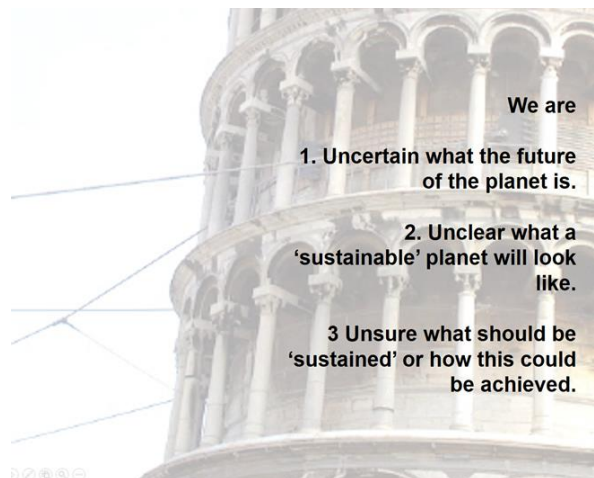 We are
1. Uncertain what the future
of the planet is.
2. Unclear what a
‘sustainable’ planet will look
like.
3 Unsure what should be
‘sustained’ or how this could
be achieved.